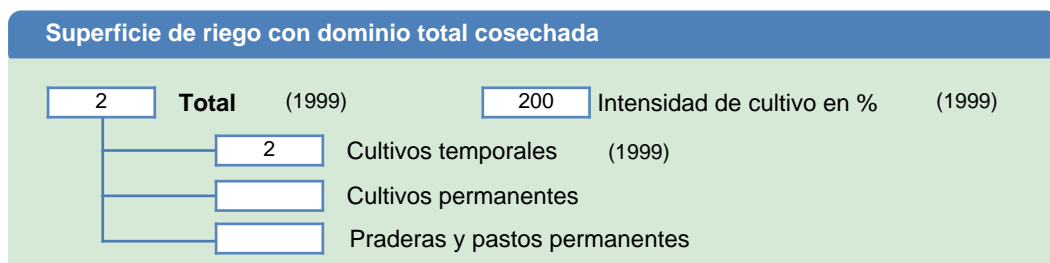 Superficie de riego con dominio total cosechada
2 Total (1999) 200 Intensidad de cultivo en % (1999)
2 Cultivos temporales (1999)
Cultivos permanentes
Praderas y pastos permanentes